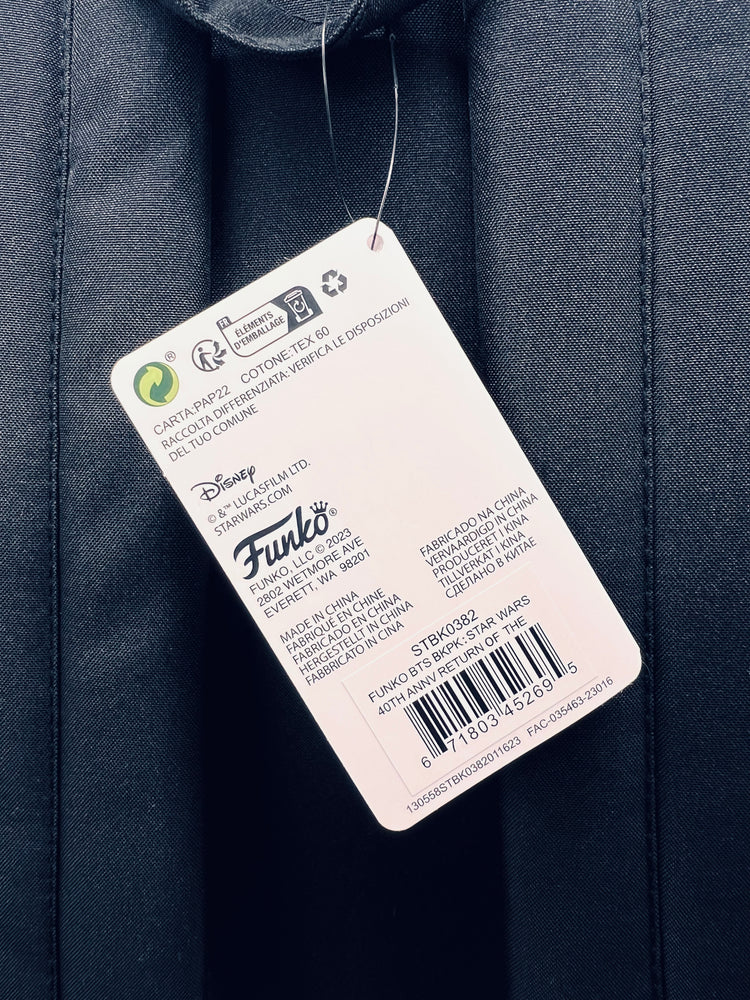 FR
ÉLÉMENTS
D'EMBALLAGE
®
CARTA:PAP22 COTONE:TEX 60
RACCOLTA DIFFERENZIATA: VERIFICA LE DISPOSIZIONI
DEL TUO COMUNE
Disney
© & ™ LUCASFILM LTD.
STARWARS.COM
Funko®
FUNKO, LLC © 2023
2802 WETMORE AVE
EVERETT, WA 98201
MADE IN CHINA
FABRIQUÉ EN CHINE
FABRICADO EN CHINA
HERGESTELLT IN CHINA
FABBRICATO IN CINA
FABRICADO NA CHINA
VERVAARDIGD IN CHINA
PRODUCERET I KINA
TILLVERKAT I KINA
СДЕЛАНО В КИТАЕ
STBK0382
FUNKO BTS BKPK:STAR WARS
40TH ANNV RETURN OF THE
6 71803 45269 5
130558STBK0382011623 FAC-035463-23016